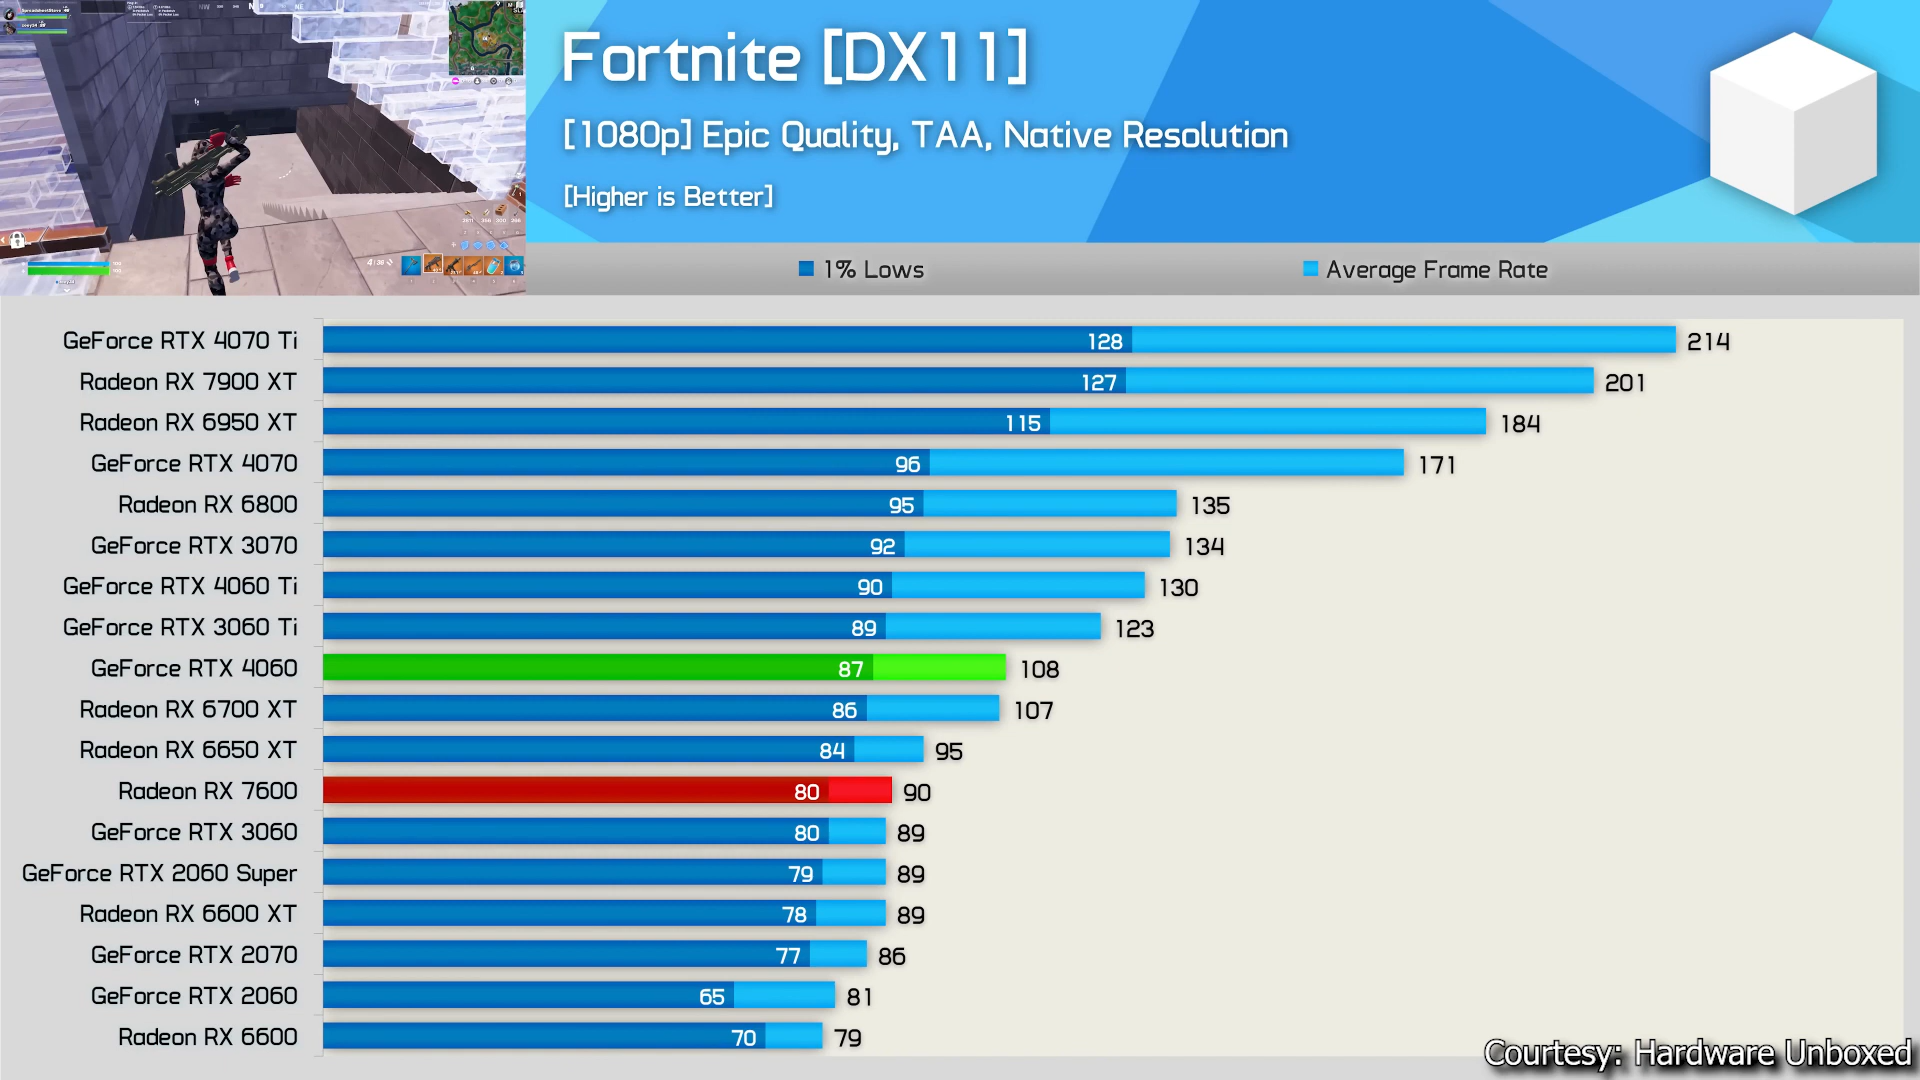 Fortnite [DX11]
[1080p] Epic Quality, TAA, Native Resolution
[Higher is Better]
1% Lows
Average Frame Rate
GeForce RTX 4070 Ti 128 214
Radeon RX 7900 XT 127 201
Radeon RX 6950 XT 115 184
GeForce RTX 4070 96 171
Radeon RX 6800 95 135
GeForce RTX 3070 92 134
GeForce RTX 4060 Ti 90 130
GeForce RTX 3060 Ti 89 123
GeForce RTX 4060 87 108
Radeon RX 6700 XT 86 107
Radeon RX 6650 XT 84 95
Radeon RX 7600 80 90
GeForce RTX 3060 80 89
GeForce RTX 2060 Super 79 89
Radeon RX 6600 XT 78 89
GeForce RTX 2070 77 86
GeForce RTX 2060 65 81
Radeon RX 6600 70 79
Courtesy: Hardware Unboxed